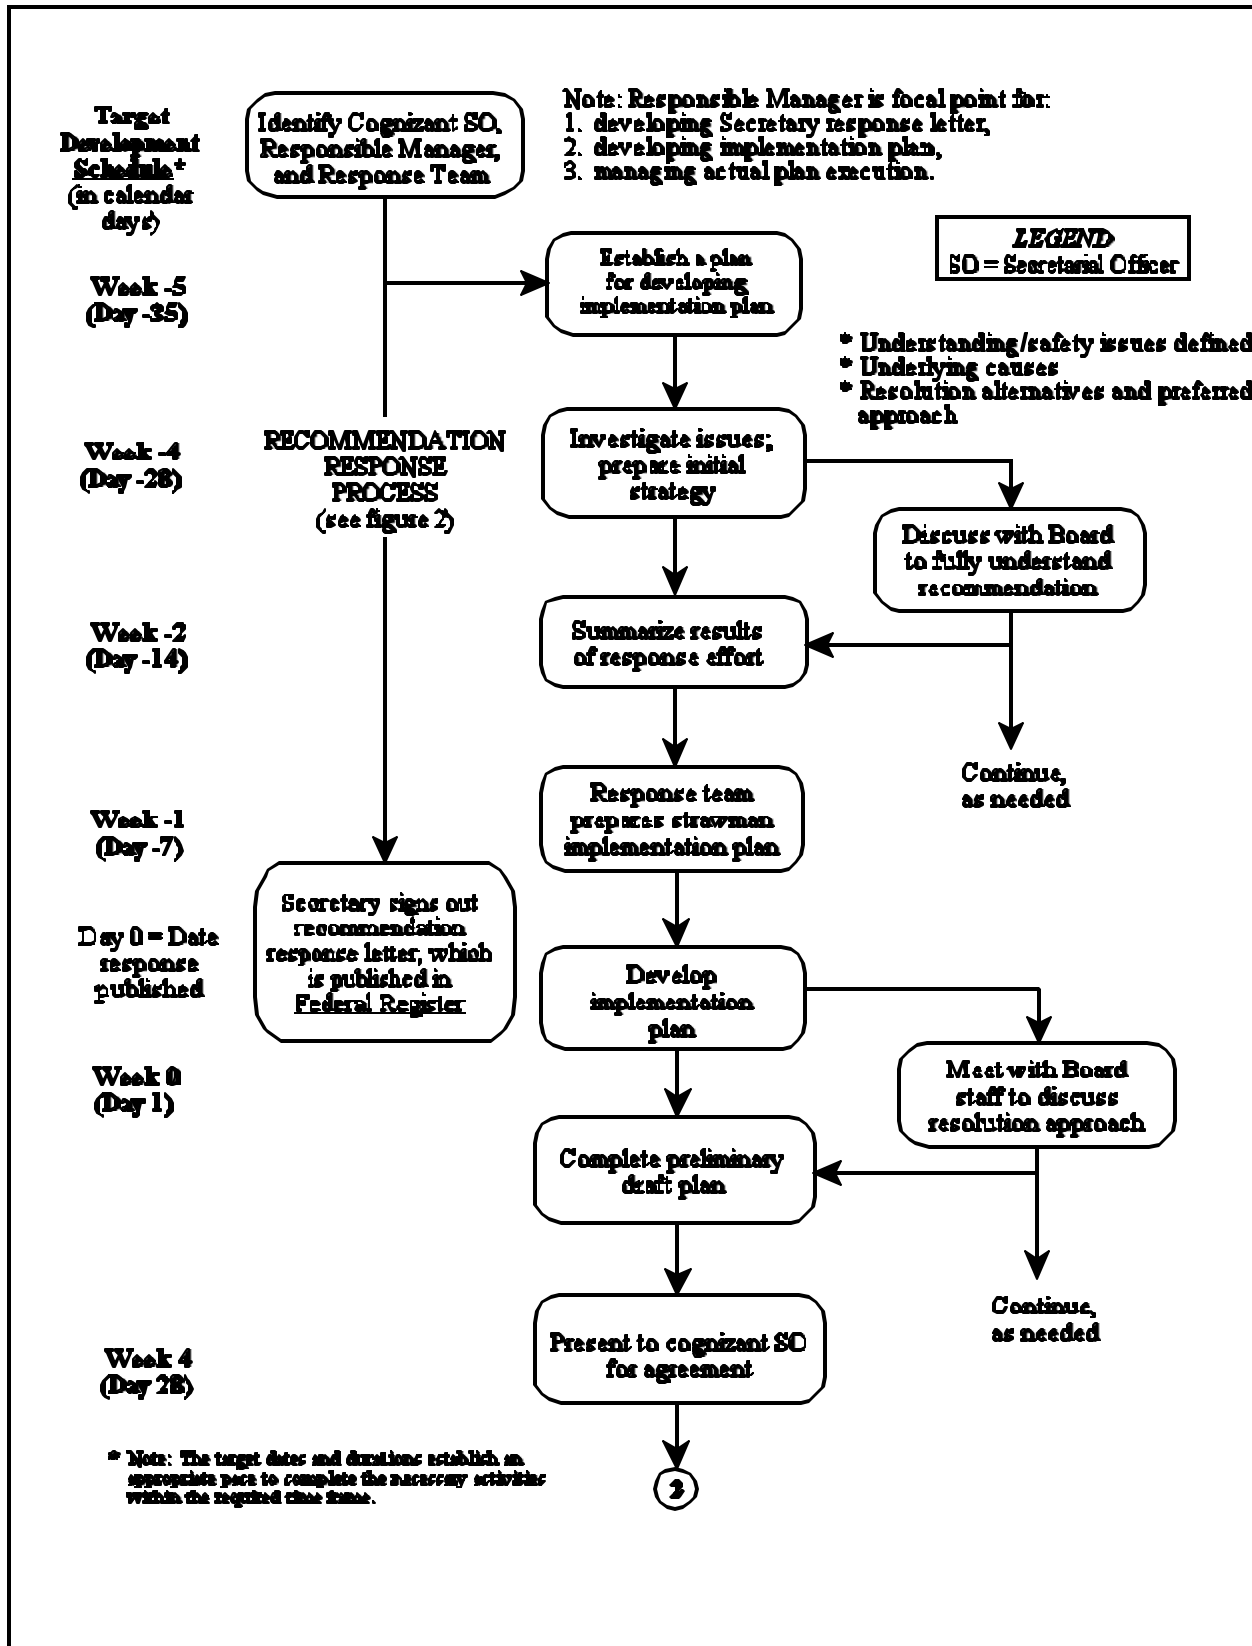 Target
Development
Schedule*
(in calendar
days)
Identify Cognizant SO,
Responsible Manager,
and Response Team
Note: Responsible Manager is focal point for:
1. developing Secretary response letter,
2. developing implementation plan,
3. managing actual plan execution.
LEGEND
SO = Secretarial Officer
Week -5
(Day -35)
Establish a plan
for developing
implementation plan
* Understanding/safety issues defined
* Underlying causes
* Resolution alternatives and preferred
approach
Week -4
(Day -28)
RECOMMENDATION
RESPONSE
PROCESS
(see figure 2)
Investigate issues;
prepare initial
strategy
Discuss with Board
to fully understand
recommendation
Week -2
(Day -14)
Summarize results
of response effort
Continue,
as needed
Week -1
(Day -7)
Response team
prepares strawman
implementation plan
Day 0 = Date
response
published
Secretary signs out
recommendation
response letter, which
is published in
Federal Register
Develop
implementation
plan
Week 0
(Day 1)
Meet with Board
staff to discuss
resolution approach
Complete preliminary
draft plan
Continue,
as needed
Week 4
(Day 28)
Present to cognizant SO
for agreement
* Note: The target dates and durations establish an
appropriate pace to complete the necessary activities
within the required time frame.